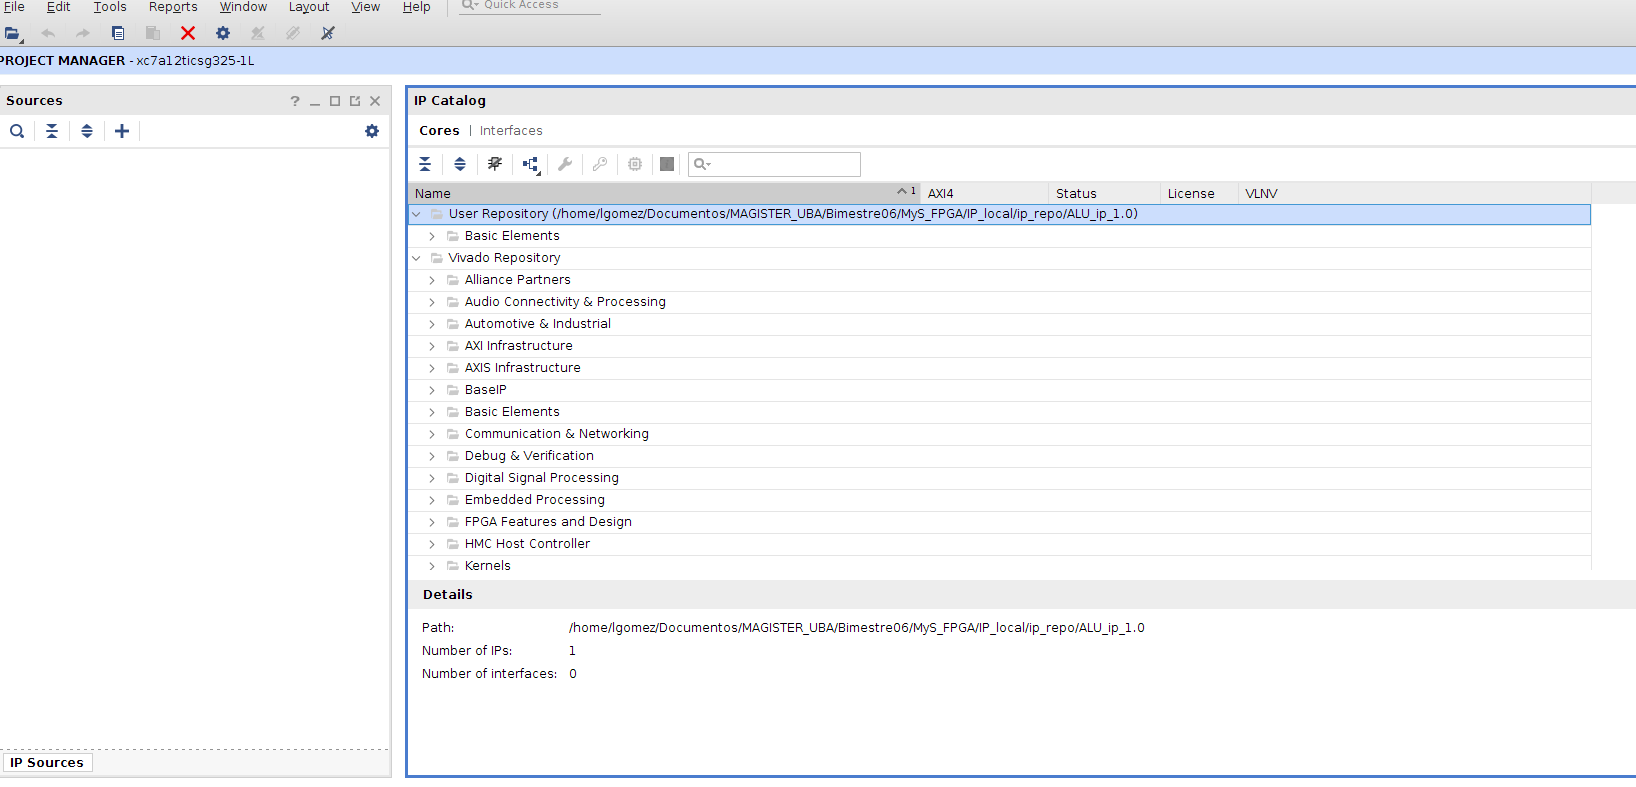 File Edit Tools Reports Window Layout View Help Quick Access
PROJECT MANAGER - xc7a12ticsg325-1L
Sources ?
IP Sources
IP Catalog
Cores | Interfaces
Name 1 AXI4 Status License VLNV
User Repository (/home/lgomez/Documentos/MAGISTER_UBA/Bimestre06/MyS_FPGA/IP_local/ip_repo/ALU_ip_1.0)
Basic Elements
Vivado Repository
Alliance Partners
Audio Connectivity & Processing
Automotive & Industrial
AXI Infrastructure
AXIS Infrastructure
BaseIP
Basic Elements
Communication & Networking
Debug & Verification
Digital Signal Processing
Embedded Processing
FPGA Features and Design
HMC Host Controller
Kernels
Details
Path: /home/lgomez/Documentos/MAGISTER_UBA/Bimestre06/MyS_FPGA/IP_local/ip_repo/ALU_ip_1.0
Number of IPs: 1
Number of interfaces: 0